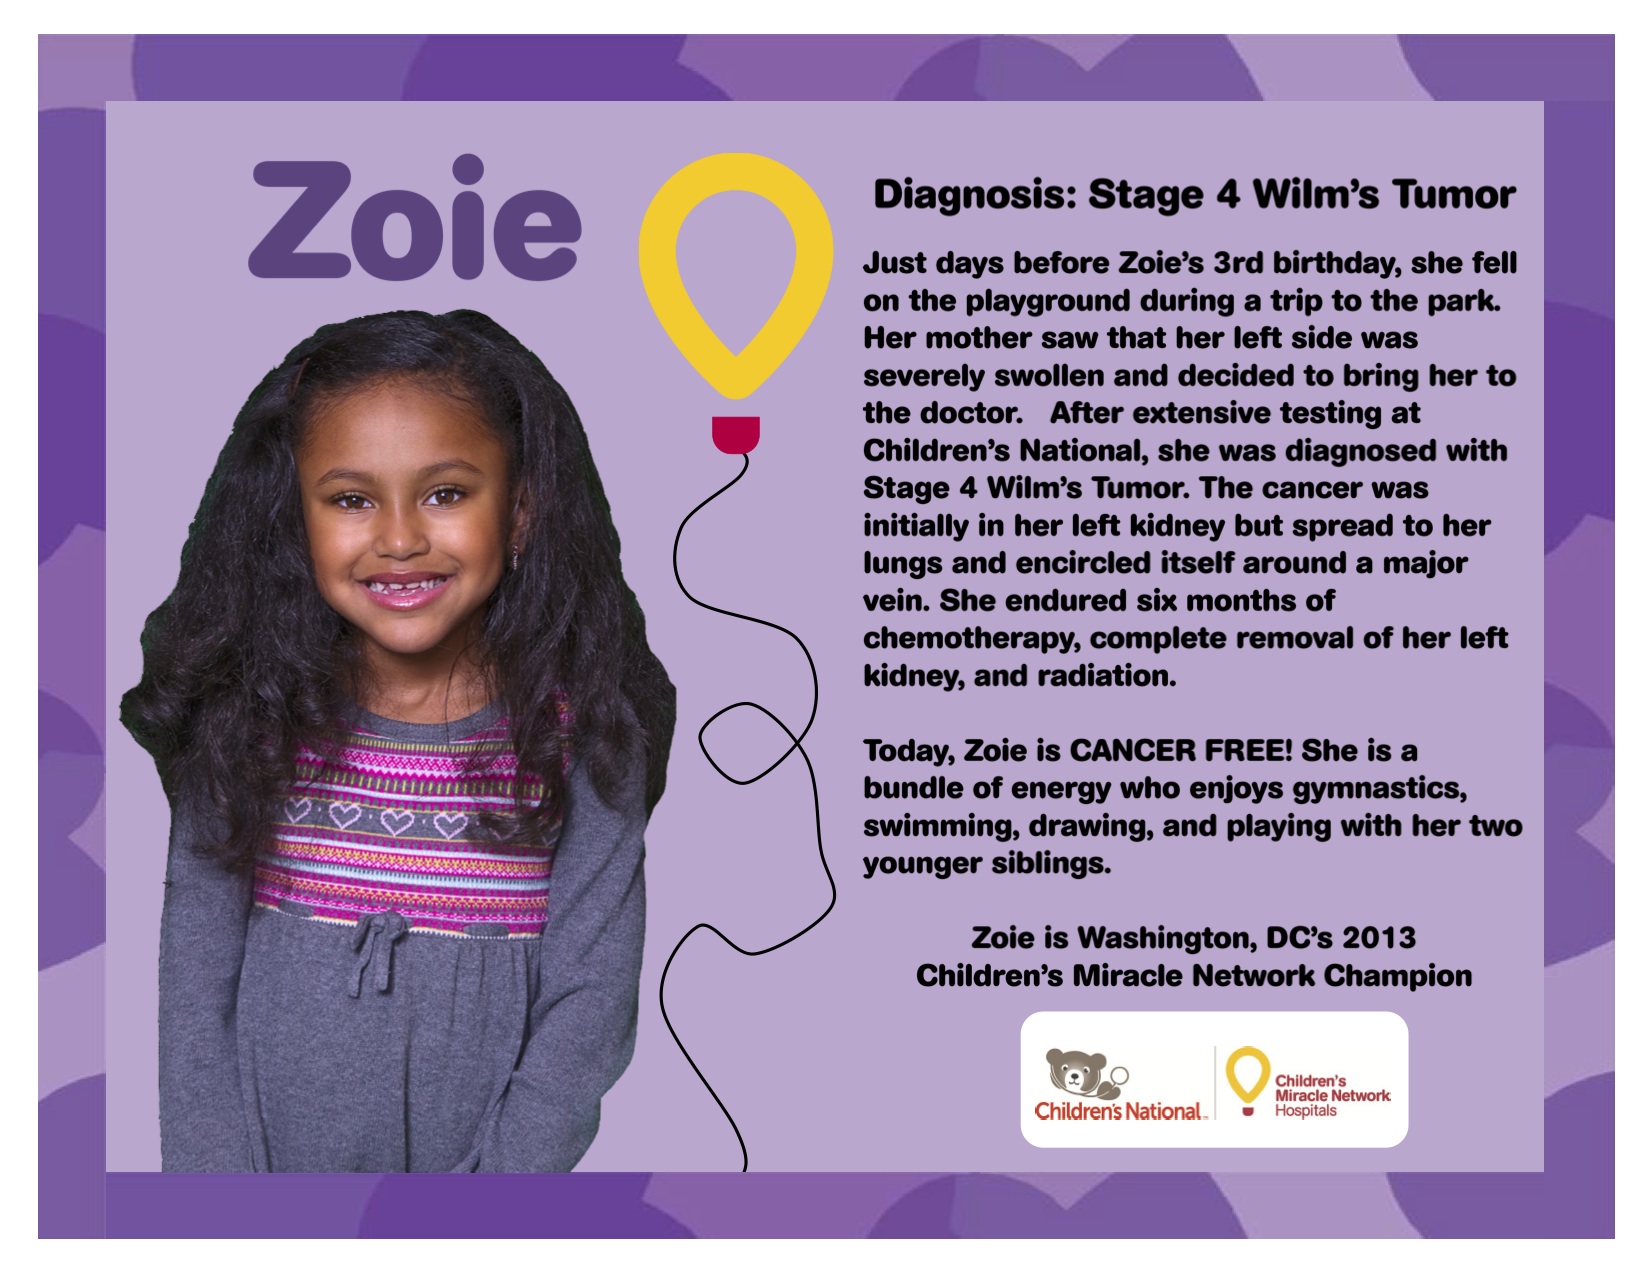 Zoie
Diagnosis: Stage 4 Wilm's Tumor
Just days before Zoie's 3rd birthday, she fell
on the playground during a trip to the park.
Her mother saw that her left side was
severely swollen and decided to bring her to
the doctor.   After extensive testing at
Children's National, she was diagnosed with
Stage 4 Wilm's Tumor. The cancer was
initially in her left kidney but spread to her
lungs and encircled itself around a major
vein. She endured six months of
chemotherapy, complete removal of her left
kidney, and radiation.
Today, Zoie is CANCER FREE! She is a
bundle of energy who enjoys gymnastics,
swimming, drawing, and playing with her two
younger siblings.
Zoie is Washington, DC's 2013
Children's Miracle Network Champion
Children's National™
Children's
Miracle Network
Hospitals